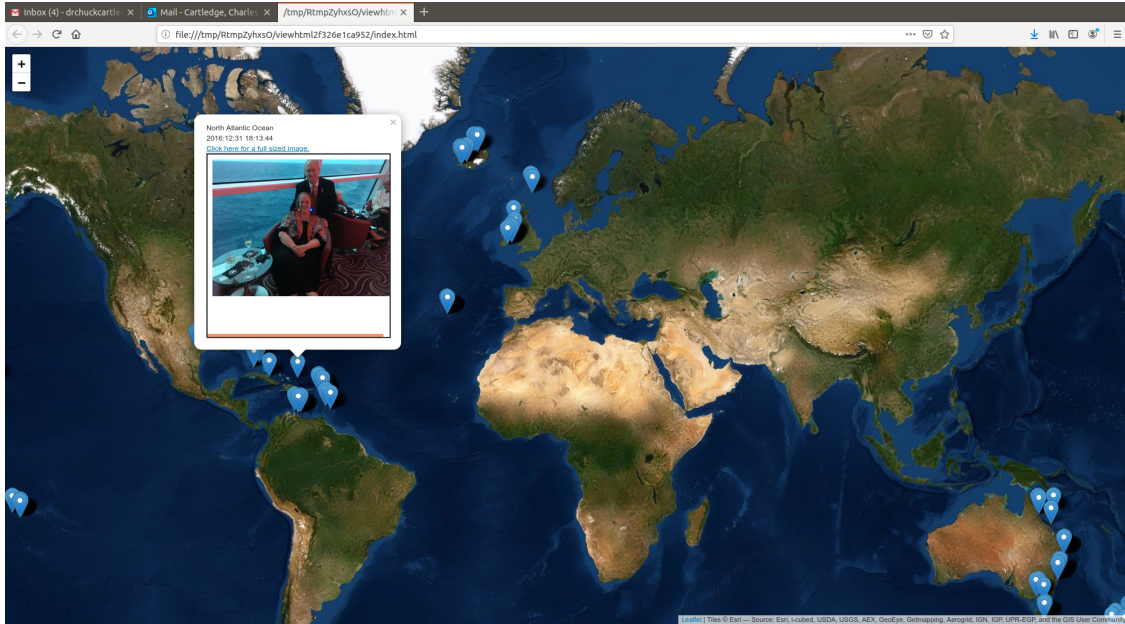 Inbox (4) - drchuckcartle
Mail - Cartledge, Charles
/tmp/RtmpZyhxsO/viewhtm
file:///tmp/RtmpZyhxsO/viewhtml2f326e1ca952/index.html
North Atlantic Ocean
2016:12:31 18:13:44
Click here for a full sized image.
Leaflet | Tiles © Esri — Source: Esri, i-cubed, USDA, USGS, AEX, GeoEye, Getmapping, Aerogrid, IGN, IGP, UPR-EGP, and the GIS User Community